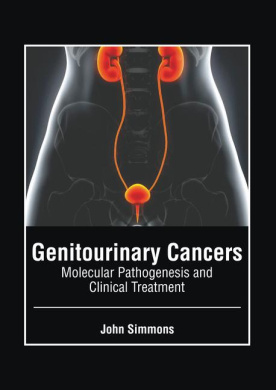 Genitourinary Cancers
Molecular Pathogenesis and
Clinical Treatment
John Simmons